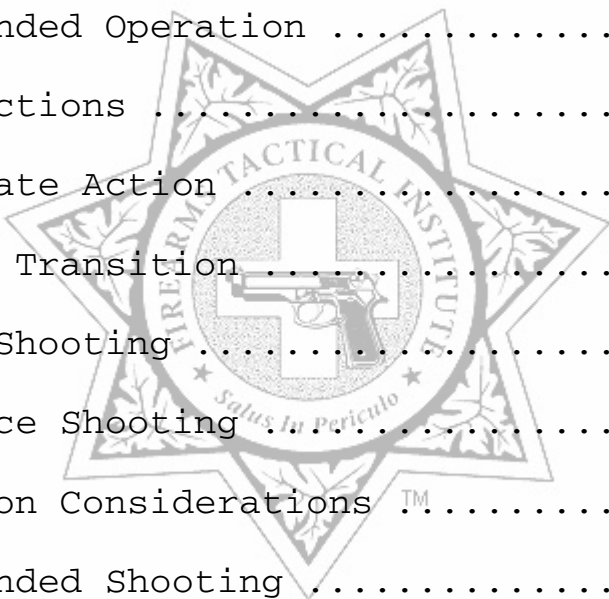 nded Operation ..............
ctions .......................
ate Action ...................
Transition ..................
Shooting .....................
ce Shooting ..................
on Considerations ...........
nded Shooting ...............
FIREARMS TACTICAL INSTITUTE
Salus In Periculo
TM